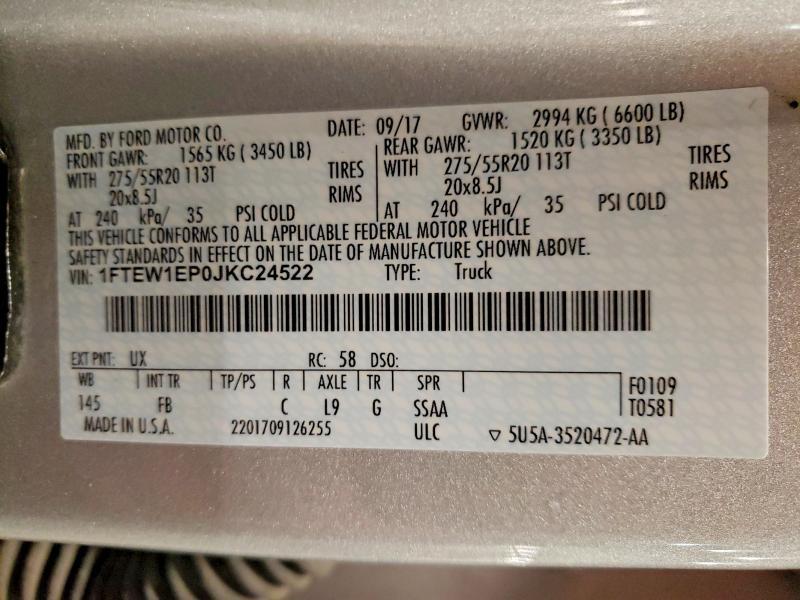 MFD. BY FORD MOTOR CO. DATE: 09/17 GVWR: 2994 KG ( 6600 LB)
FRONT GAWR: 1565 KG ( 3450 LB) REAR GAWR: 1520 KG ( 3350 LB)
WITH 275/55R20 113T TIRES WITH 275/55R20 113T TIRES
20x8.5J RIMS 20x8.5J RIMS
AT 240 kPa/ 35 PSI COLD AT 240 kPa/ 35 PSI COLD
THIS VEHICLE CONFORMS TO ALL APPLICABLE FEDERAL MOTOR VEHICLE
SAFETY STANDARDS IN EFFECT ON THE DATE OF MANUFACTURE SHOWN ABOVE.
VIN: 1FTEW1EP0JKC24522 TYPE: Truck
EXT PNT: UX RC: 58 DSO:
WB INT TR TP/PS R AXLE TR SPR F0109
145 FB C L9 G SSAA T0581
MADE IN U.S.A. 2201709126255 ULC ▽ 5U5A-3520472-AA